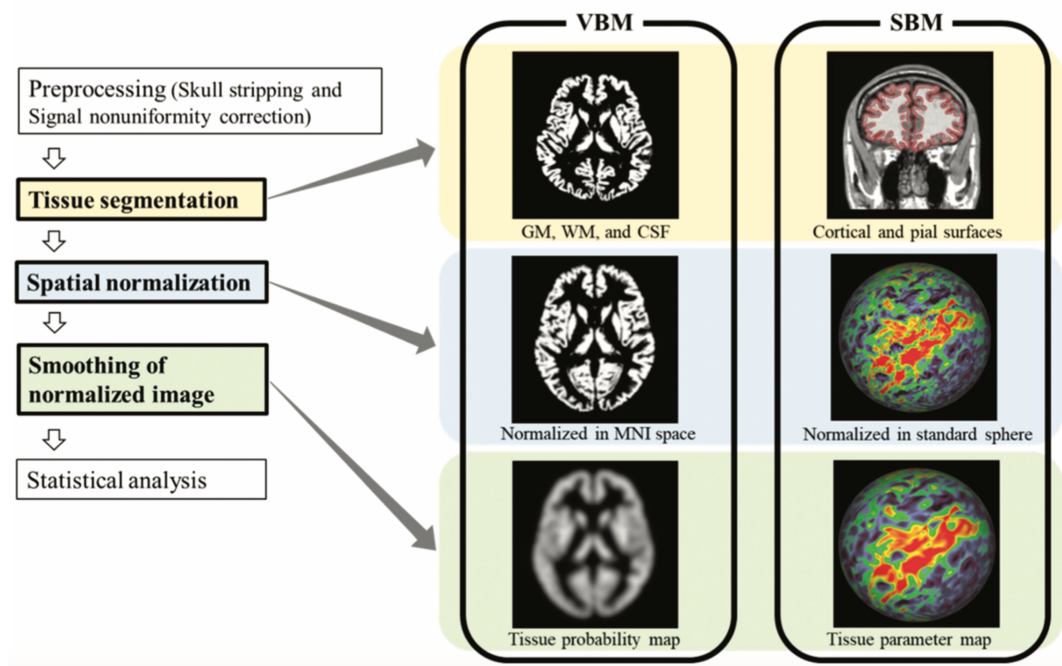 VBM
SBM
Preprocessing (Skull stripping and
Signal nonuniformity correction)
Tissue segmentation
Spatial normalization
Smoothing of
normalized image
Statistical analysis
GM, WM, and CSF
Cortical and pial surfaces
Normalized in MNI space
Normalized in standard sphere
Tissue probability map
Tissue parameter map